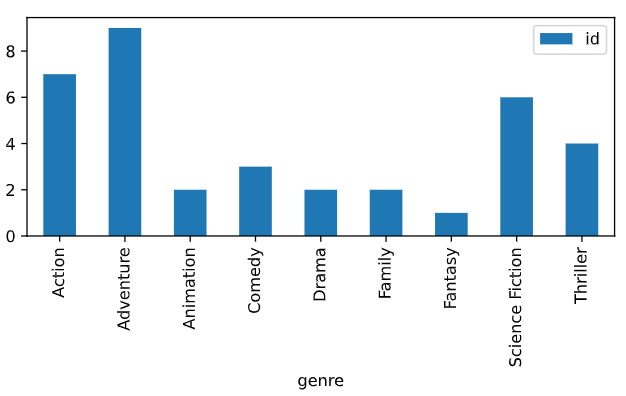 id
8
6
4
2
0
Action
Adventure
Animation
Comedy
Drama
Family
Fantasy
Science Fiction
Thriller
genre